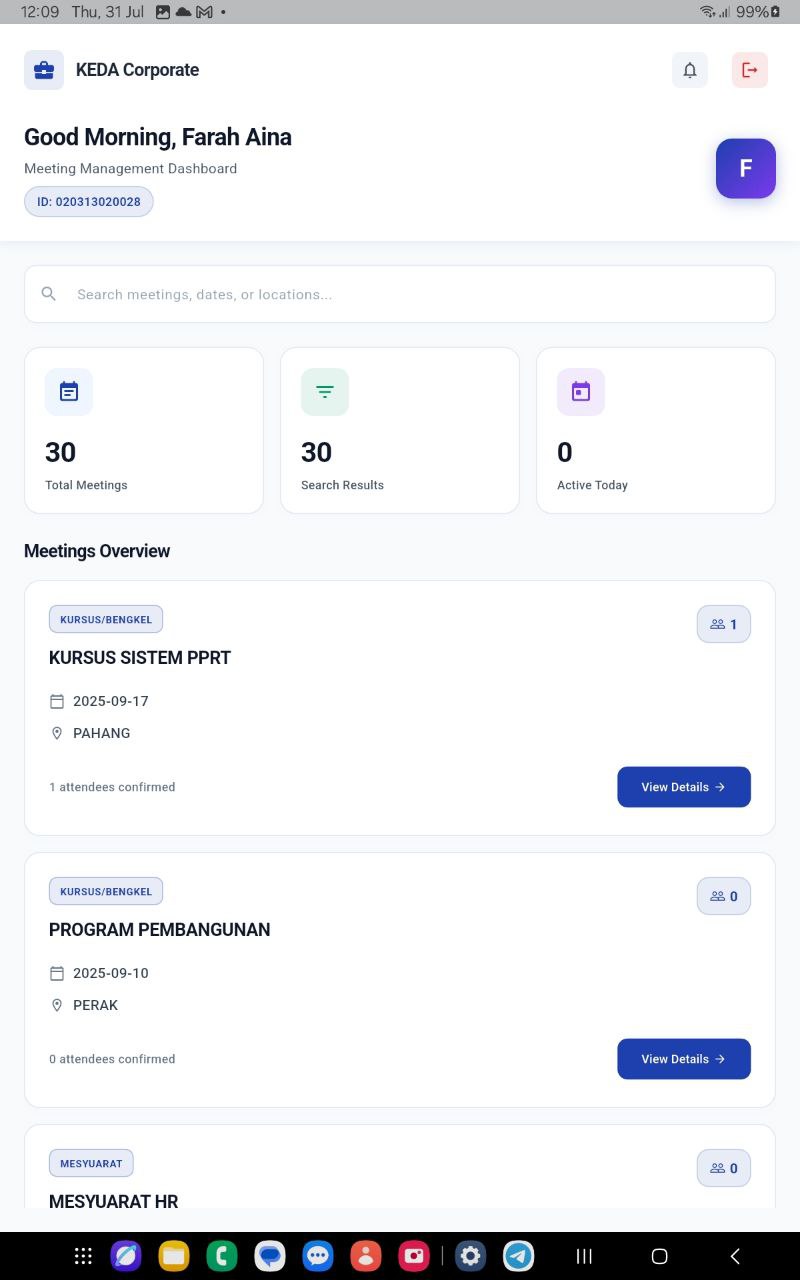 12:09 Thu, 31 Jul
99%
KEDA Corporate
Good Morning, Farah Aina
Meeting Management Dashboard
F
ID: 020313020028
Search meetings, dates, or locations...
30
Total Meetings
30
Search Results
0
Active Today
Meetings Overview
KURSUS/BENGKEL
1
KURSUS SISTEM PPRT
2025-09-17
PAHANG
1 attendees confirmed
View Details →
KURSUS/BENGKEL
0
PROGRAM PEMBANGUNAN
2025-09-10
PERAK
0 attendees confirmed
View Details →
MESYUARAT
0
MESYUARAT HR